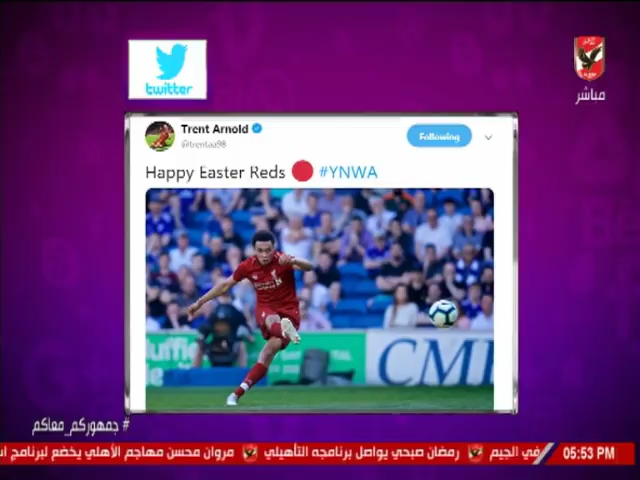 twitter
مباشر
Trent Arnold
Following
@trentaa98
Happy Easter Reds 🔴 #YNWA
CM
# جمهوركم_معاكم
في الجيم رمضان صبحي يواصل برنامجه التأهيلي مروان محسن مهاجم الأهلي يخضع لبرنامج
05:53 PM